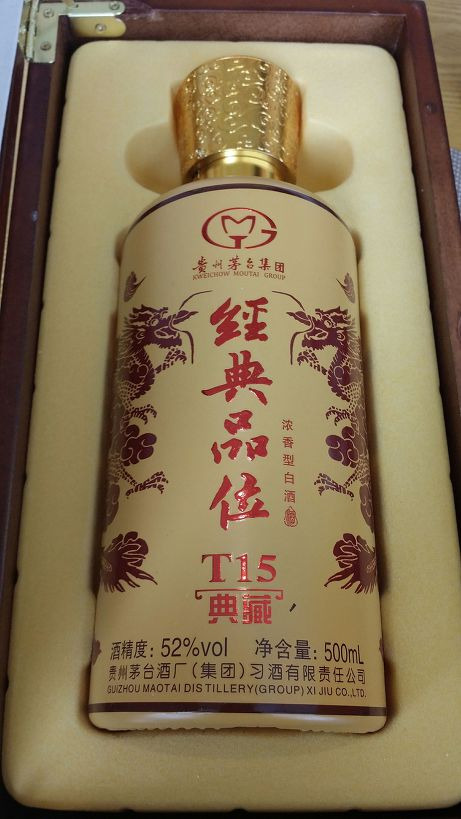 贵州茅台集团
KWEICHOW MOUTAI GROUP
經典品位
浓香型白酒
T15
典藏
酒精度: 52%vol 净含量: 500mL
贵州茅台酒厂(集团)习酒有限责任公司
GUIZHOU MAOTAI DISTILLERY(GROUP) XI JIU CO.,LTD.